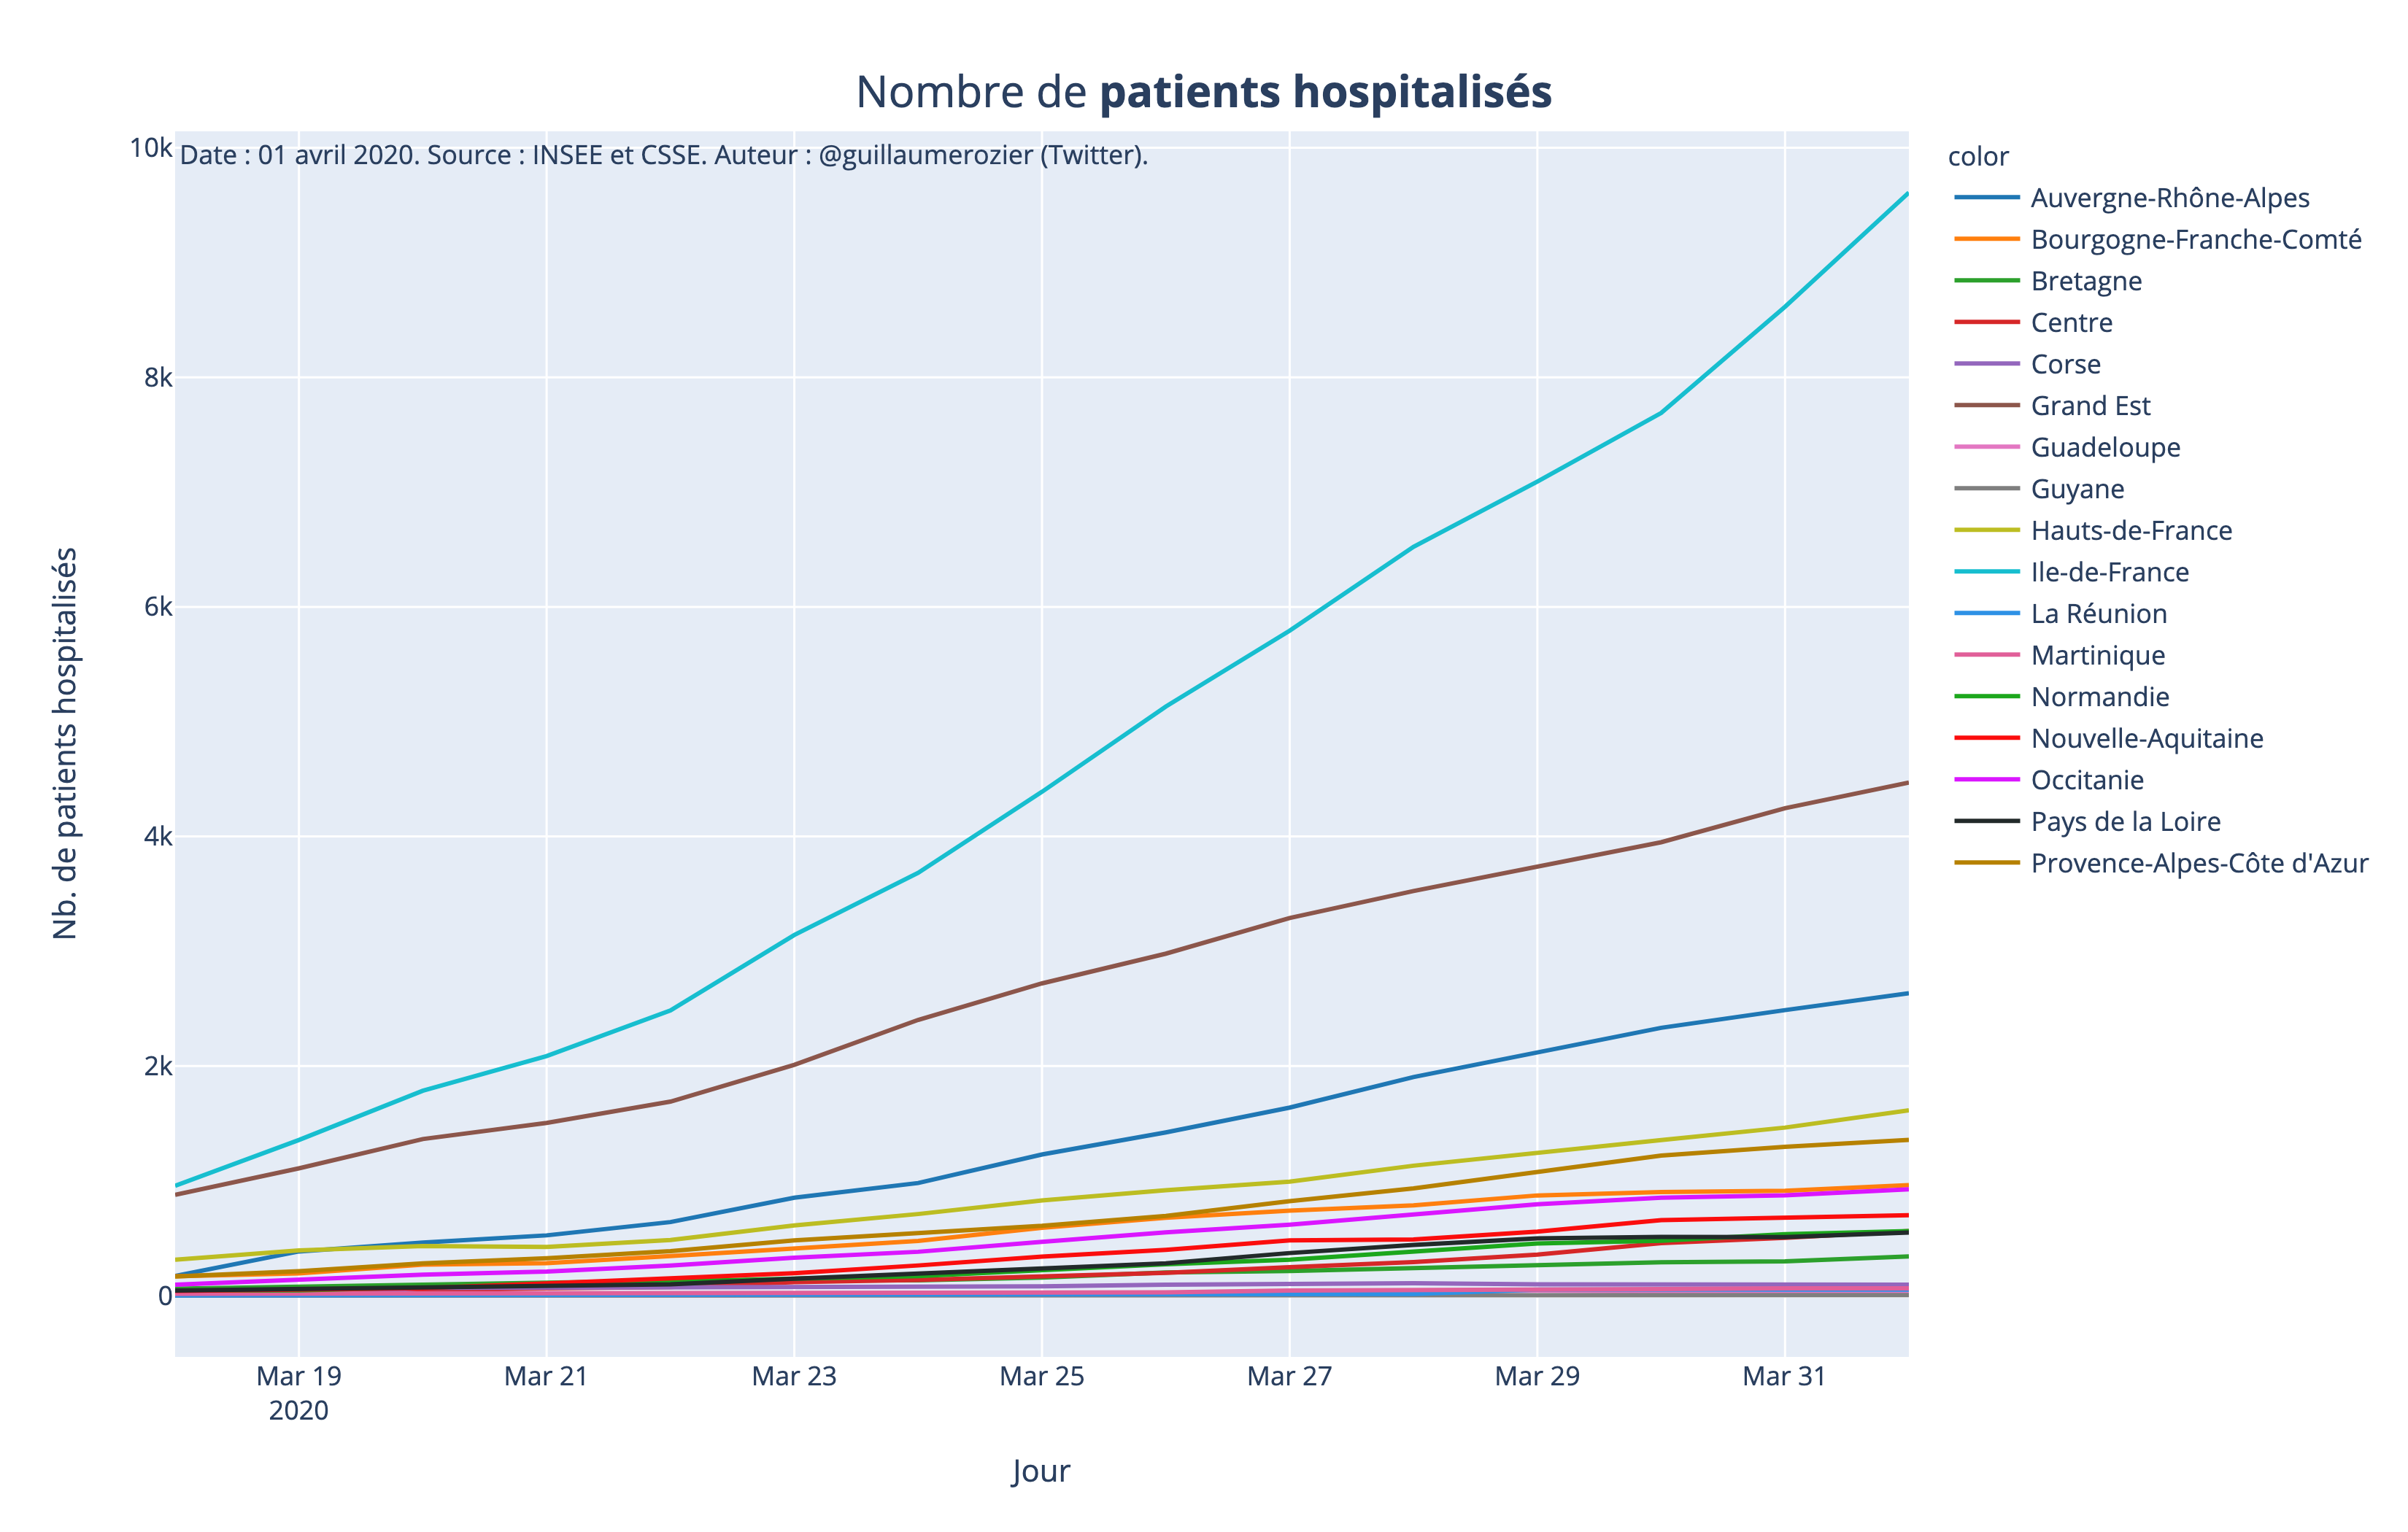 Nombre de patients hospitalisés
10k
Date : 01 avril 2020. Source : INSEE et CSSE. Auteur : @guillaumerozier (Twitter).
8k
6k
4k
2k
0
Nb. de patients hospitalisés
Mar 19
2020
Mar 21
Mar 23
Mar 25
Mar 27
Mar 29
Mar 31
Jour
color
Auvergne-Rhône-Alpes
Bourgogne-Franche-Comté
Bretagne
Centre
Corse
Grand Est
Guadeloupe
Guyane
Hauts-de-France
Ile-de-France
La Réunion
Martinique
Normandie
Nouvelle-Aquitaine
Occitanie
Pays de la Loire
Provence-Alpes-Côte d'Azur